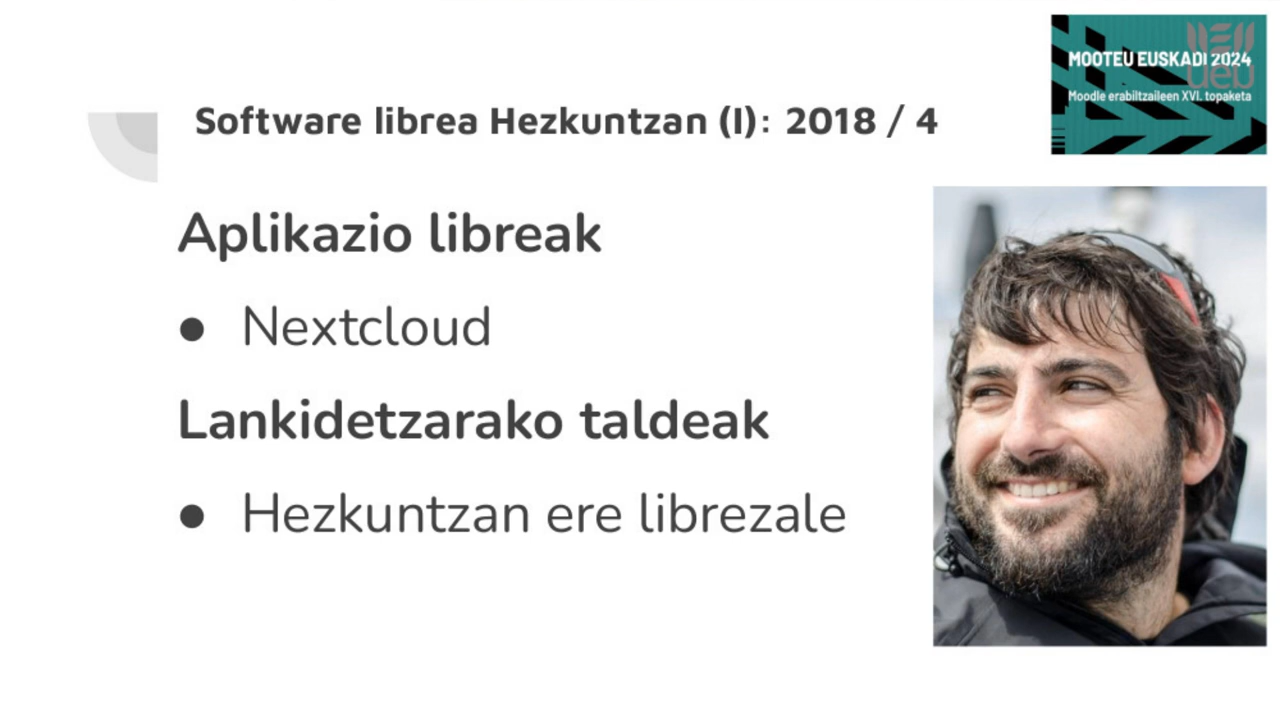 MOOTEU EUSKADI 2024
Moodle erabiltzaileen XVI. topaketa
ueu
Software librea Hezkuntzan (I): 2018 / 4
Aplikazio libreak
● Nextcloud
Lankidetzarako taldeak
● Hezkuntzan ere librezale